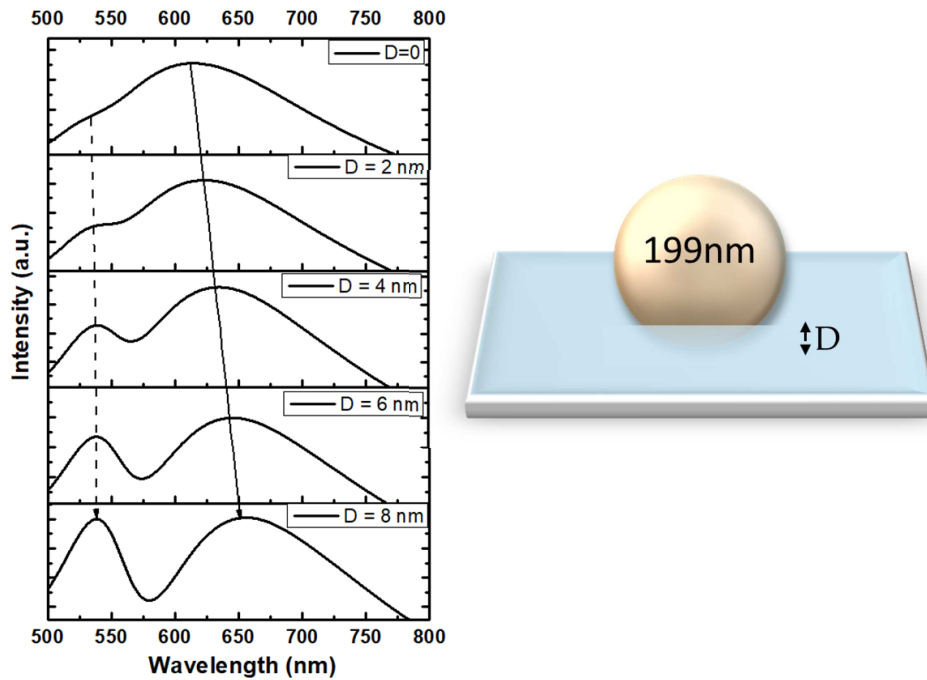 500 550 600 650 700 750 800
D=0
D = 2 nm
D = 4 nm
D = 6 nm
D = 8 nm
Intensity (a.u.)
500 550 600 650 700 750 800
Wavelength (nm)
199nm
D